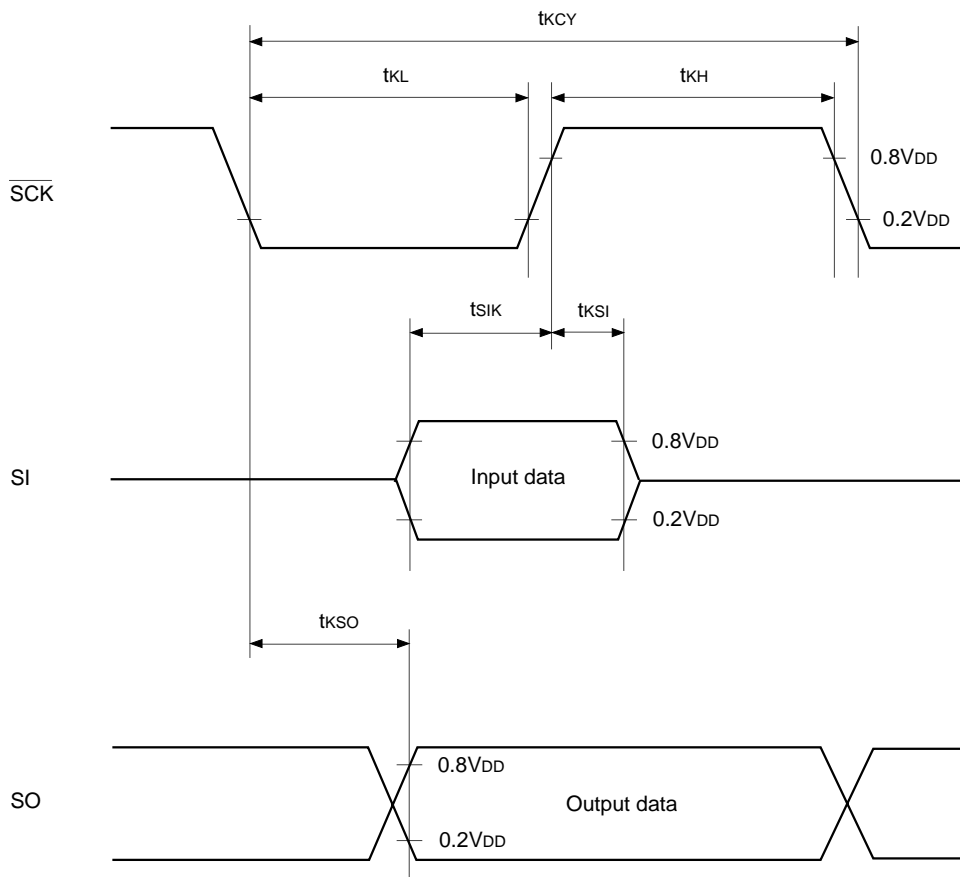 tKCY
tKL
tKH
0.8VDD
SCK
0.2VDD
tSIK
tKSI
0.8VDD
SI
Input data
0.2VDD
tKSO
0.8VDD
SO
Output data
0.2VDD